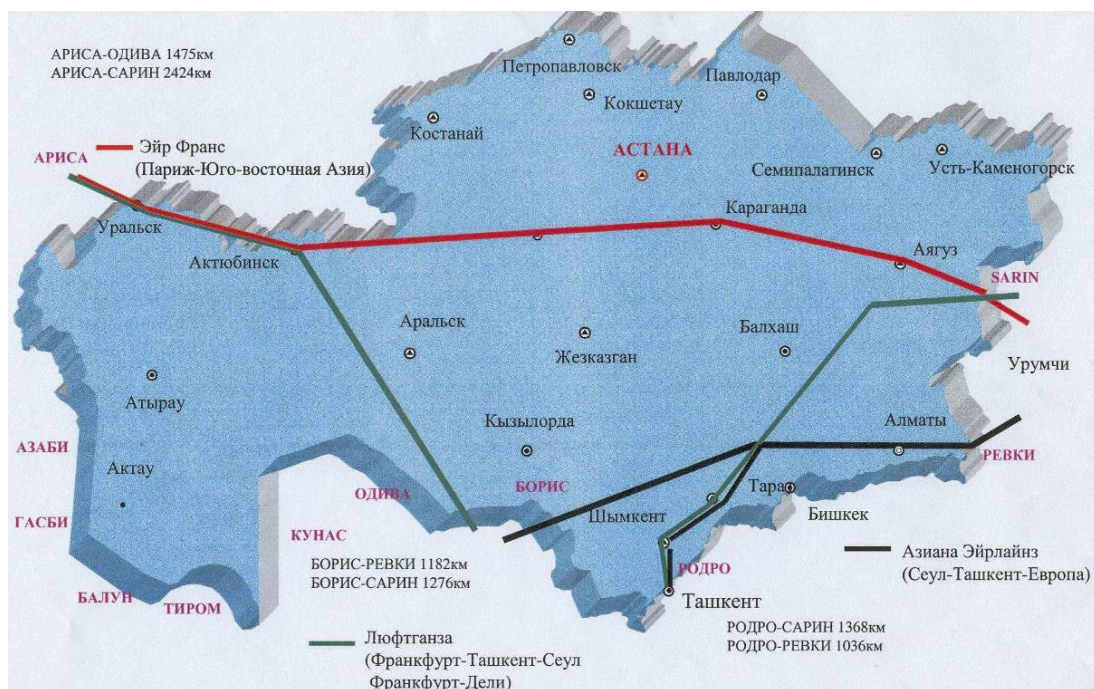 АРИСА-ОДИВА 1475км
АРИСА-САРИН 2424км
Петропавловск
Павлодар
Кокшетау
Костанай
Эйр Франс
АРИСА
(Париж-Юго-восточная Азия)
АСТАНА
Семипалатинск
Усть-Каменогорск
Уральск
Караганда
Актюбинск
Аягуз
SARIN
Аральск
Балхаш
Жезказган
Урумчи
Атырау
Кызылорда
Алматы
АЗАБИ
РЕВКИ
Актау
ОДИВА
БОРИС
Тараз
ГАСБИ
Шымкент
Бишкек
КУНАС
Азиана Эйрлайнз
(Сеул-Ташкент-Европа)
БОРИС-РЕВКИ 1182км
БОРИС-САРИН 1276км
РОДРО
БАЛУН
ТИРОМ
Ташкент
РОДРО-САРИН 1368км
РОДРО-РЕВКИ 1036км
Люфтганза
(Франкфурт-Ташкент-Сеул
Франкфурт-Дели)